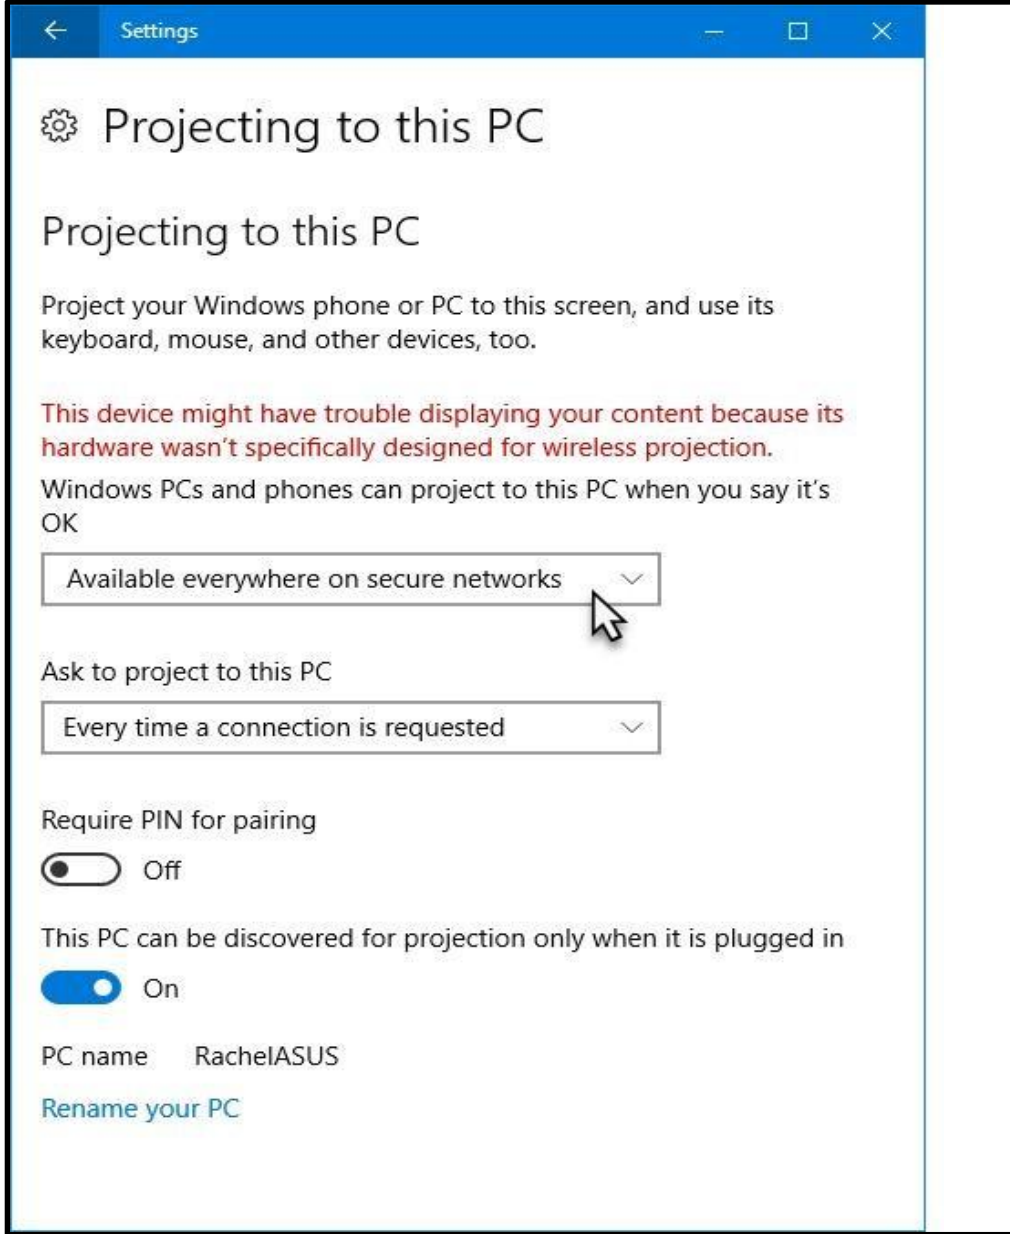 Settings
Projecting to this PC
Projecting to this PC
Project your Windows phone or PC to this screen, and use its
keyboard, mouse, and other devices, too.
This device might have trouble displaying your content because its
hardware wasn't specifically designed for wireless projection.
Windows PCs and phones can project to this PC when you say it's
OK
Available everywhere on secure networks
Ask to project to this PC
Every time a connection is requested
Require PIN for pairing
Off
This PC can be discovered for projection only when it is plugged in
On
PC name RachelASUS
Rename your PC